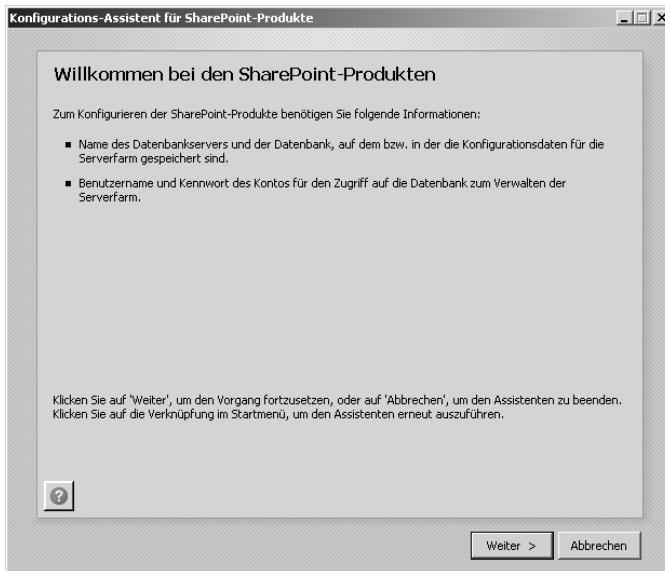 Konfigurations-Assistent für SharePoint-Produkte
Willkommen bei den SharePoint-Produkten
Zum Konfigurieren der SharePoint-Produkte benötigen Sie folgende Informationen:
Name des Datenbankservers und der Datenbank, auf dem bzw. in der die Konfigurationsdaten für die
Serverfarm gespeichert sind.
Benutzername und Kennwort des Kontos für den Zugriff auf die Datenbank zum Verwalten der
Serverfarm.
Klicken Sie auf 'Weiter', um den Vorgang fortzusetzen, oder auf 'Abbrechen', um den Assistenten zu beenden.
Klicken Sie auf die Verknüpfung im Startmenü, um den Assistenten erneut auszuführen.
?
Weiter >
Abbrechen